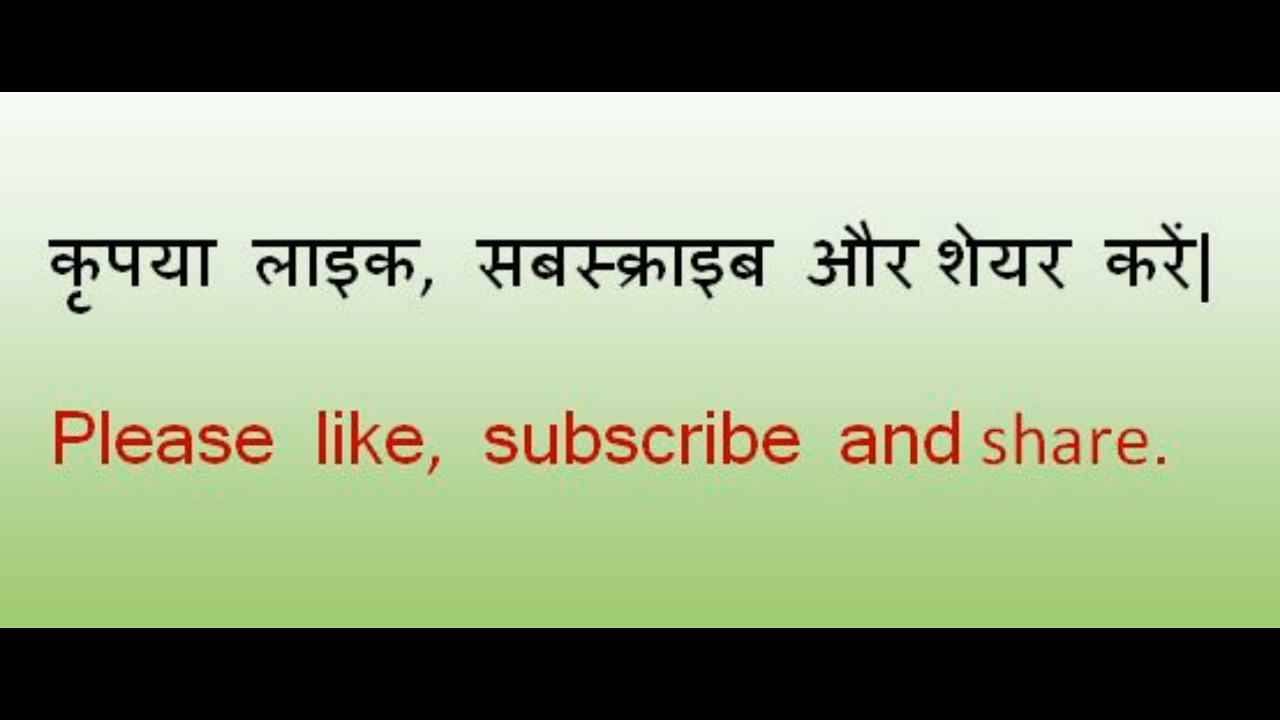 कृपया लाइक, सबस्क्राइब और शेयर करें|
Please like, subscribe and share.